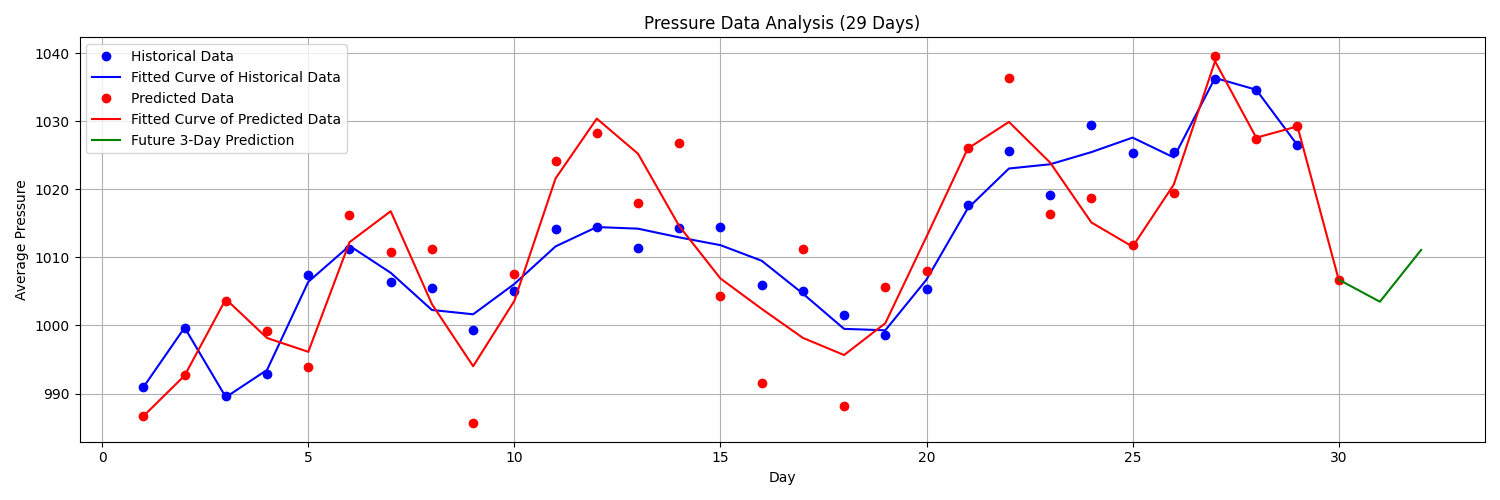 Pressure Data Analysis (29 Days)
Historical Data
Fitted Curve of Historical Data
Predicted Data
Fitted Curve of Predicted Data
Future 3-Day Prediction
Average Pressure
1040
1030
1020
1010
1000
990
0 5 10 15 20 25 30
Day